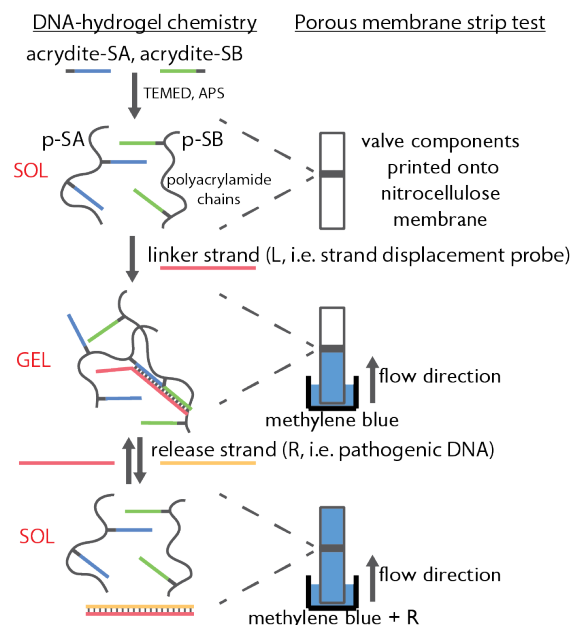 DNA-hydrogel chemistry
Porous membrane strip test
acrydite-SA, acrydite-SB
TEMED, APS
p-SA
p-SB
SOL
polyacrylamide
chains
valve components
printed onto
nitrocellulose
membrane
linker strand (L, i.e. strand displacement probe)
GEL
flow direction
methylene blue
release strand (R, i.e. pathogenic DNA)
SOL
flow direction
methylene blue + R